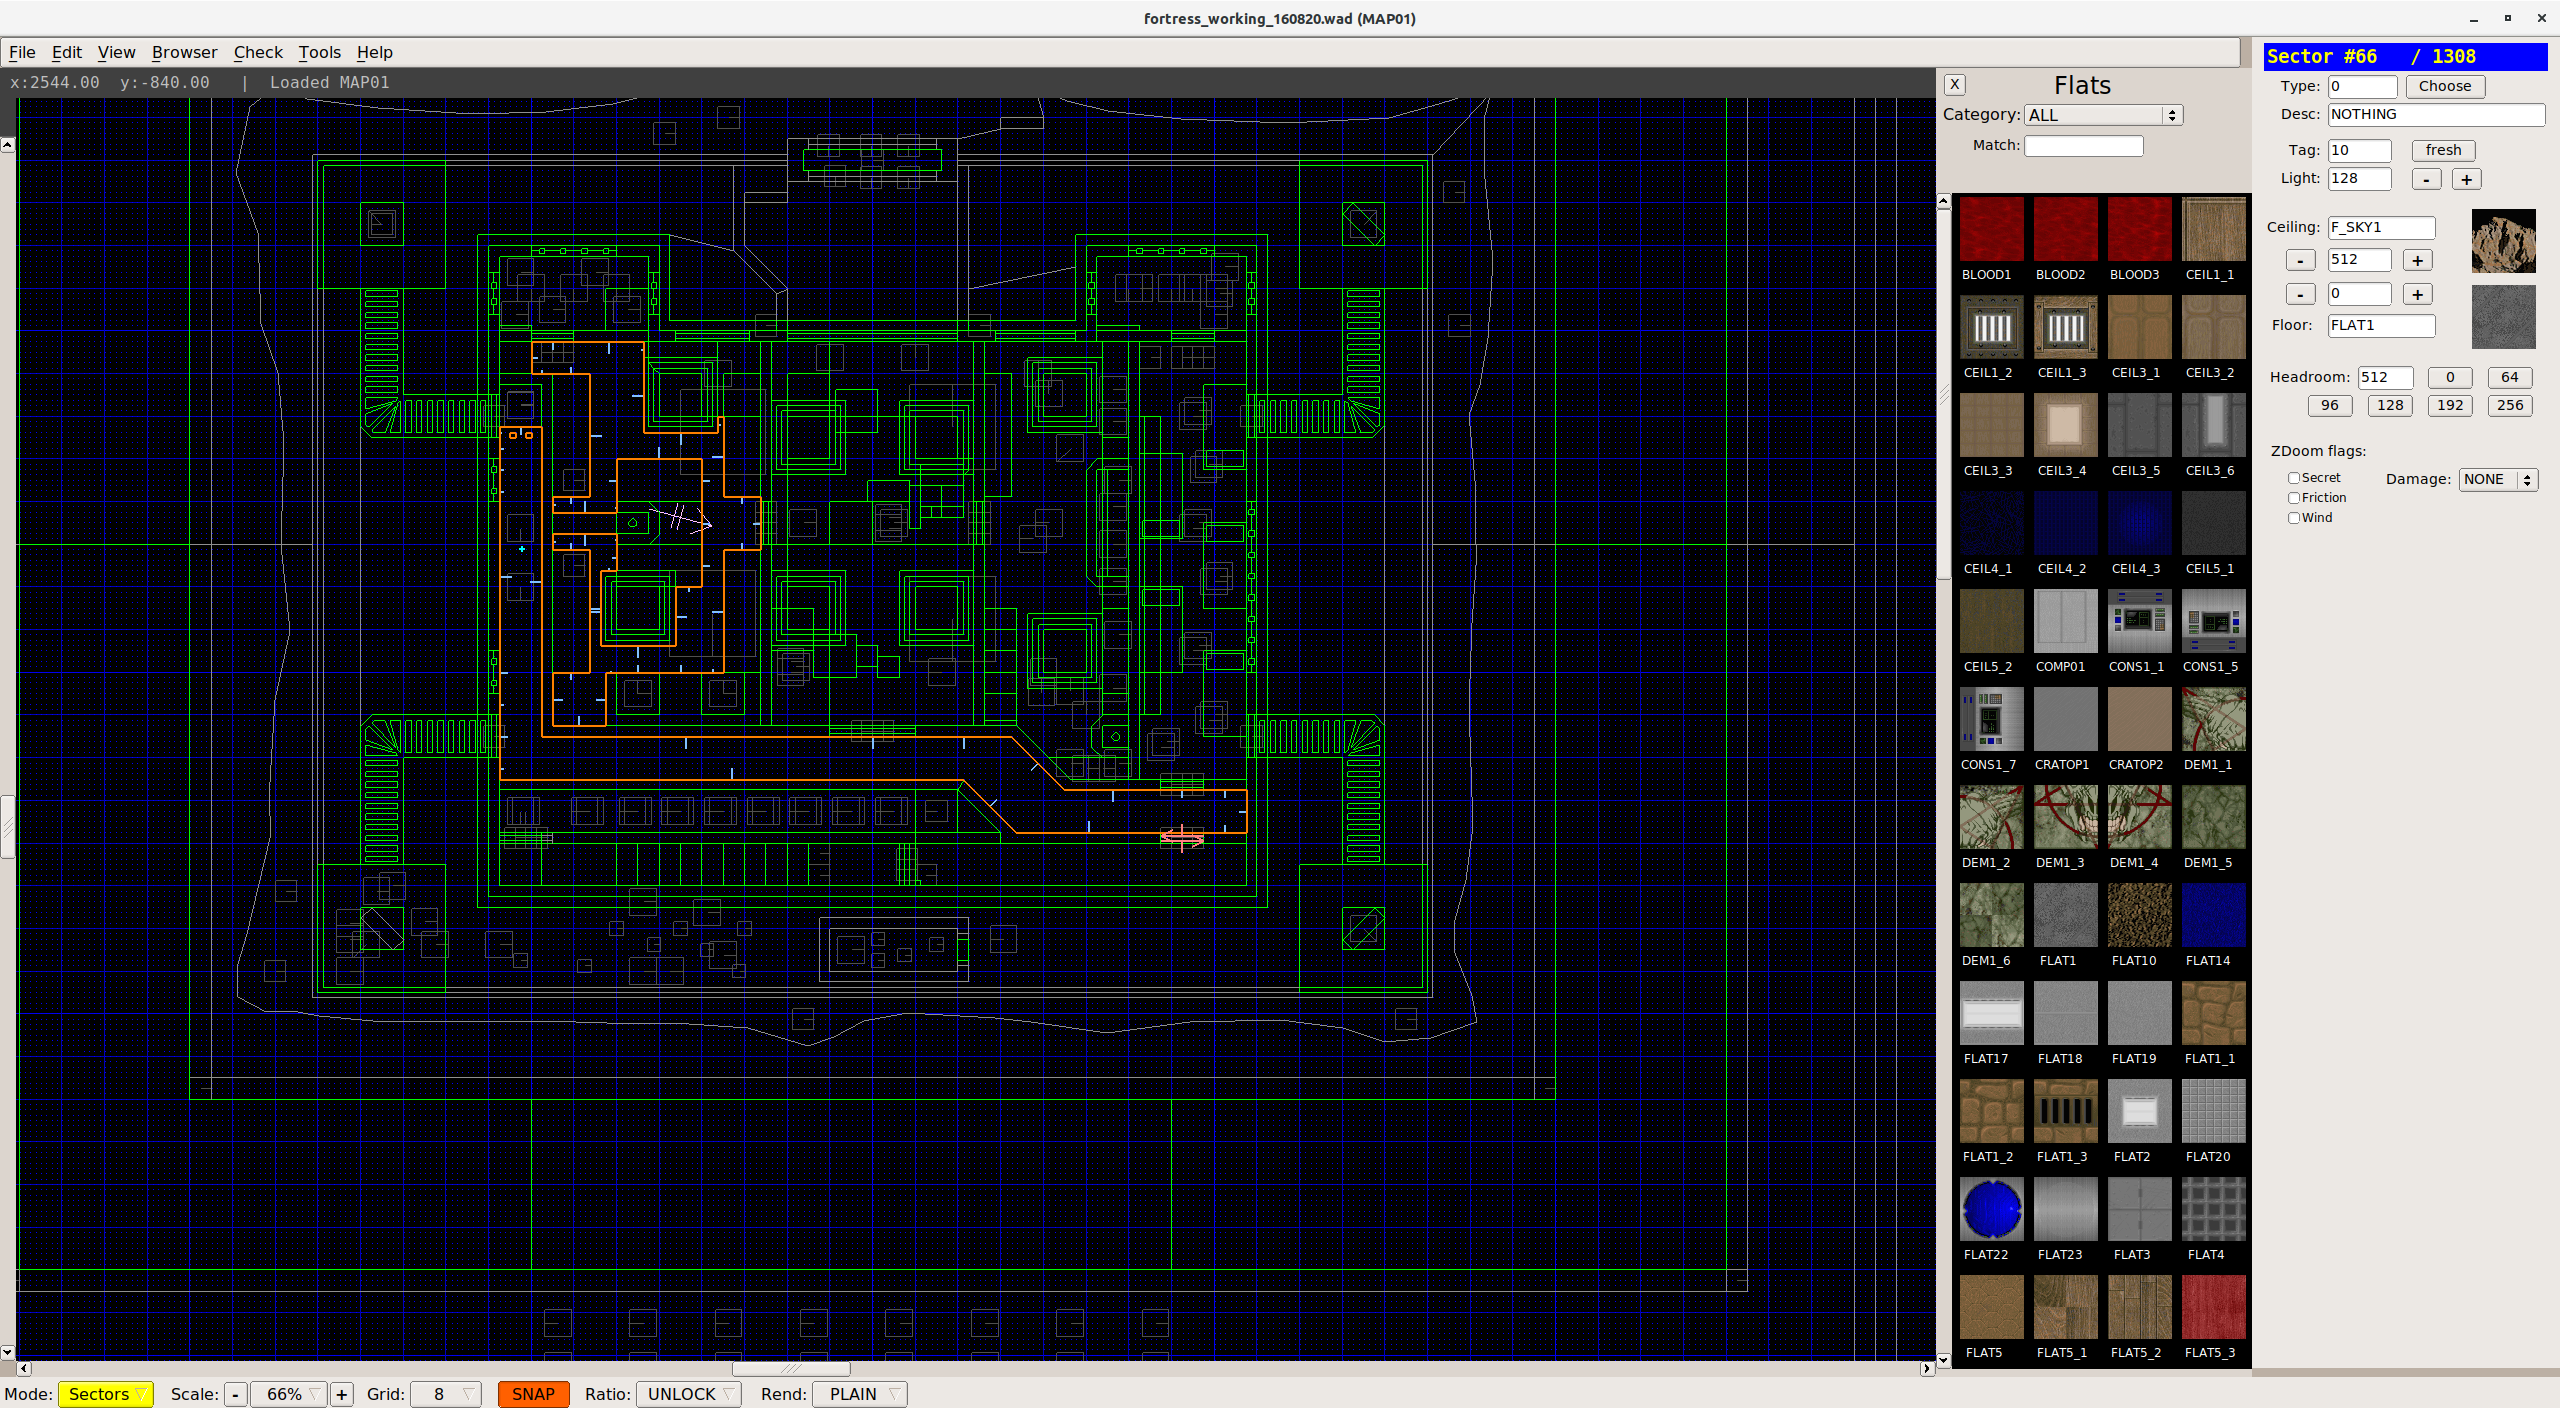 fortress_working_160820.wad (MAP01)
File Edit View Browser Check Tools Help
x:2544.00 y:-840.00 | Loaded MAP01
X Flats
Category: ALL
Match:
BLOOD1 BLOOD2 BLOOD3 CEIL1_1
CEIL1_2 CEIL1_3 CEIL3_1 CEIL3_2
CEIL3_3 CEIL3_4 CEIL3_5 CEIL3_6
CEIL4_1 CEIL4_2 CEIL4_3 CEIL5_1
CEIL5_2 COMP01 CONS1_1 CONS1_5
CONS1_7 CRATOP1 CRATOP2 DEM1_1
DEM1_2 DEM1_3 DEM1_4 DEM1_5
DEM1_6 FLAT1 FLAT10 FLAT14
FLAT17 FLAT18 FLAT19 FLAT1_1
FLAT1_2 FLAT1_3 FLAT2 FLAT20
FLAT22 FLAT23 FLAT3 FLAT4
FLAT5 FLAT5_1 FLAT5_2 FLAT5_3
Sector #66 / 1308
Type: 0 Choose
Desc: NOTHING
Tag: 10 fresh
Light: 128 - +
Ceiling: F_SKY1
- 512 +
- 0 +
Floor: FLAT1
Headroom: 512 0 64
96 128 192 256
ZDoom flags:
Secret Damage: NONE
Friction
Wind
Mode: Sectors Scale: - 66% + Grid: 8 SNAP Ratio: UNLOCK Rend: PLAIN